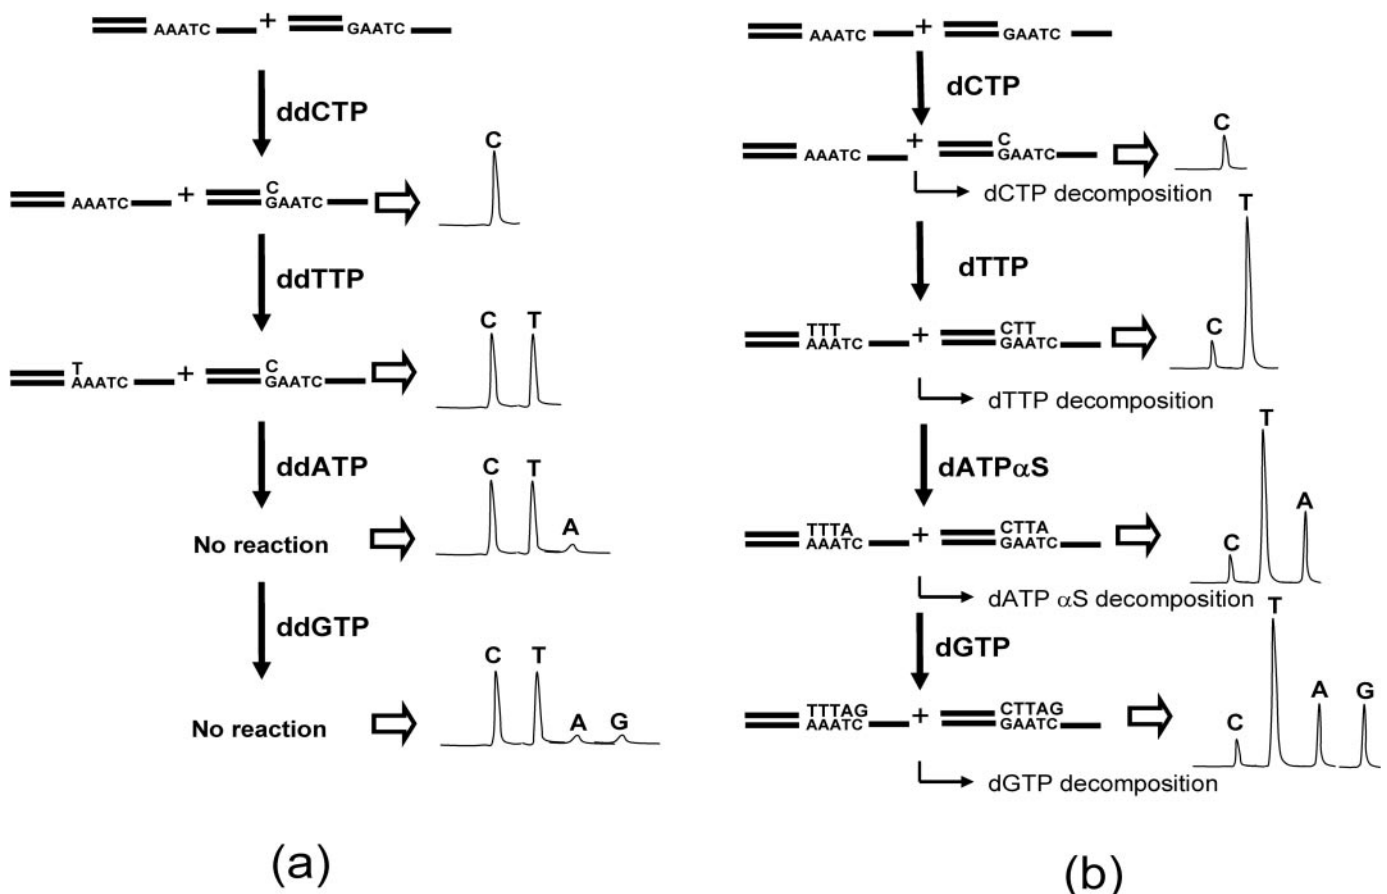 AAATC + GAATC
ddCTP
C
C
AAATC + GAATC
ddTTP
C T
T C
AAATC + GAATC
ddATP
C T A
No reaction
ddGTP
C T A G
No reaction
(a)
AAATC + GAATC
dCTP
C
C
AAATC + GAATC
dCTP decomposition
dTTP
T
C
TTT CTT
AAATC + GAATC
dTTP decomposition
dATPαS
T
A
C
TTTA CTTA
AAATC + GAATC
dATP αS decomposition
dGTP
T
A G
C
TTTAG CTTAG
AAATC + GAATC
dGTP decomposition
(b)